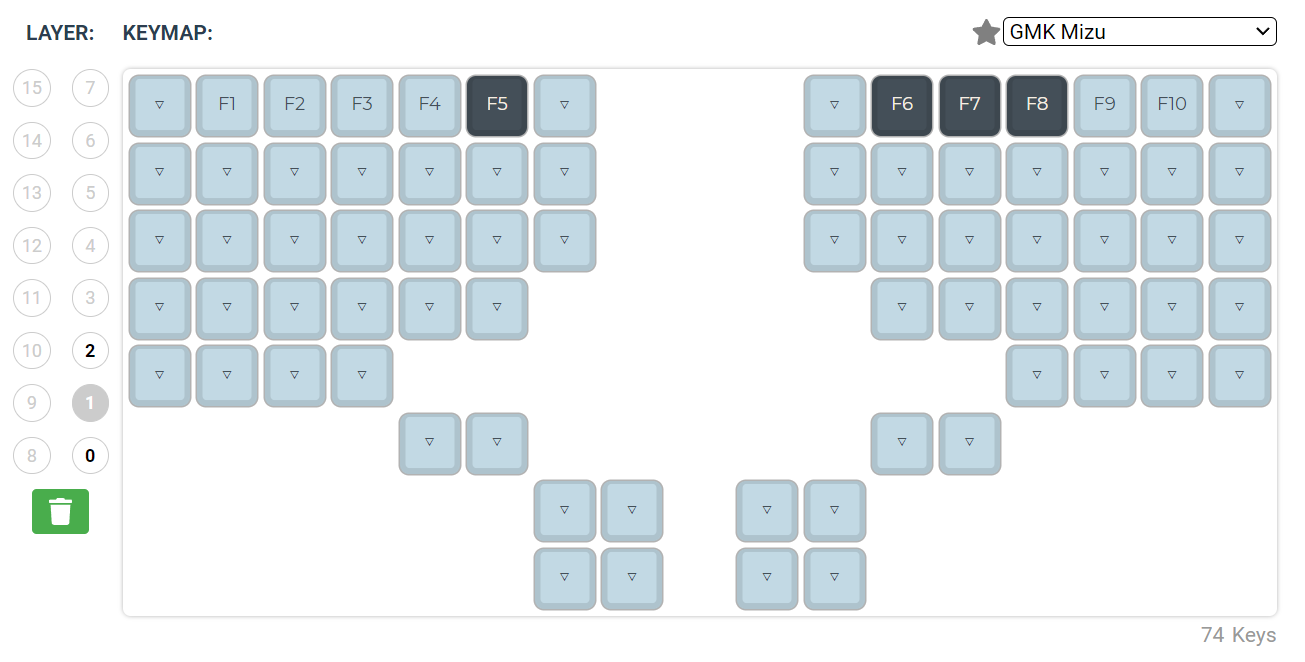 LAYER: KEYMAP: GMK Mizu
15 7 ▽ F1 F2 F3 F4 F5 ▽ ▽ F6 F7 F8 F9 F10 ▽
14 6 ▽ ▽ ▽ ▽ ▽ ▽ ▽ ▽ ▽ ▽ ▽ ▽ ▽ ▽
13 5
12 4 ▽ ▽ ▽ ▽ ▽ ▽ ▽ ▽ ▽ ▽ ▽ ▽ ▽ ▽
11 3 ▽ ▽ ▽ ▽ ▽ ▽ ▽ ▽ ▽ ▽ ▽ ▽
10 2 ▽ ▽ ▽ ▽ ▽ ▽ ▽ ▽
9 1
8 0 ▽ ▽ ▽ ▽
▽ ▽ ▽ ▽
▽ ▽ ▽ ▽
74 Keys